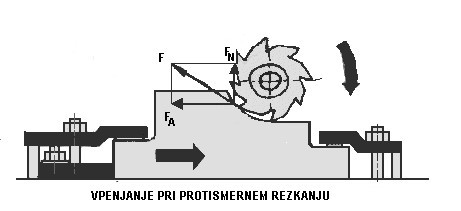 F
FN
FA
VPENJANJE PRI PROTISMERNEM REZKANJU